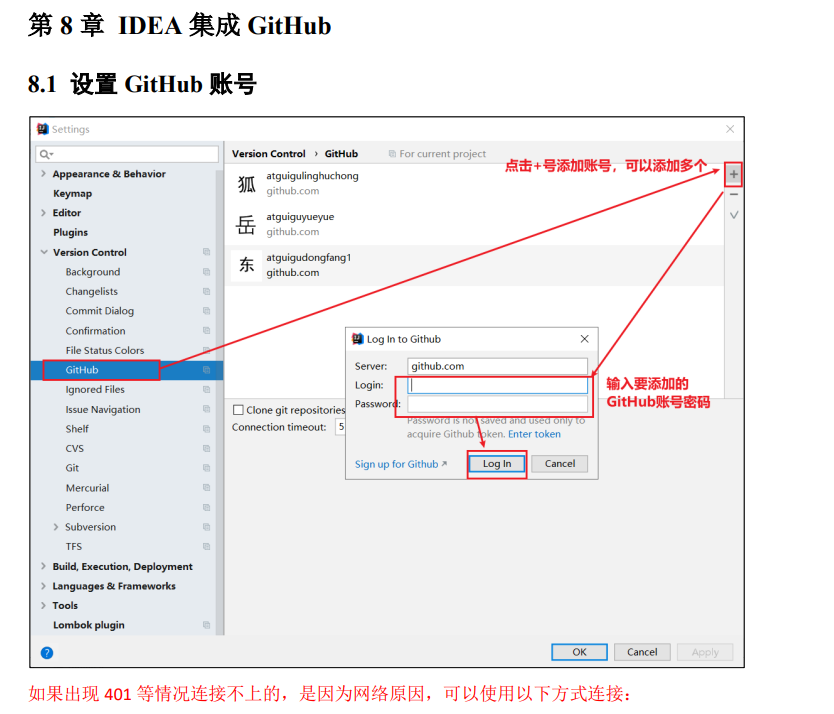 第 8 章 IDEA 集成 GitHub
8.1 设置 GitHub 账号
Settings
Version Control › GitHub For current project
点击+号添加账号，可以添加多个
Appearance & Behavior
Keymap
Editor
Plugins
Version Control
Background
Changelists
Commit Dialog
Confirmation
File Status Colors
GitHub
Ignored Files
Issue Navigation
Shelf
CVS
Git
Mercurial
Perforce
Subversion
TFS
Build, Execution, Deployment
Languages & Frameworks
Tools
Lombok plugin
狐
atguigulinghuchong
github.com
岳
atguiguyueyue
github.com
东
atguigudongfang1
github.com
Clone git repositories
Connection timeout: 5
Log In to Github
Server: github.com
Login:
Password:
Password is not saved and used only to
acquire Github token. Enter token
Sign up for Github
Log In
Cancel
输入要添加的
GitHub账号密码
?
OK
Cancel
Apply
如果出现 401 等情况连接不上的，是因为网络原因，可以使用以下方式连接：